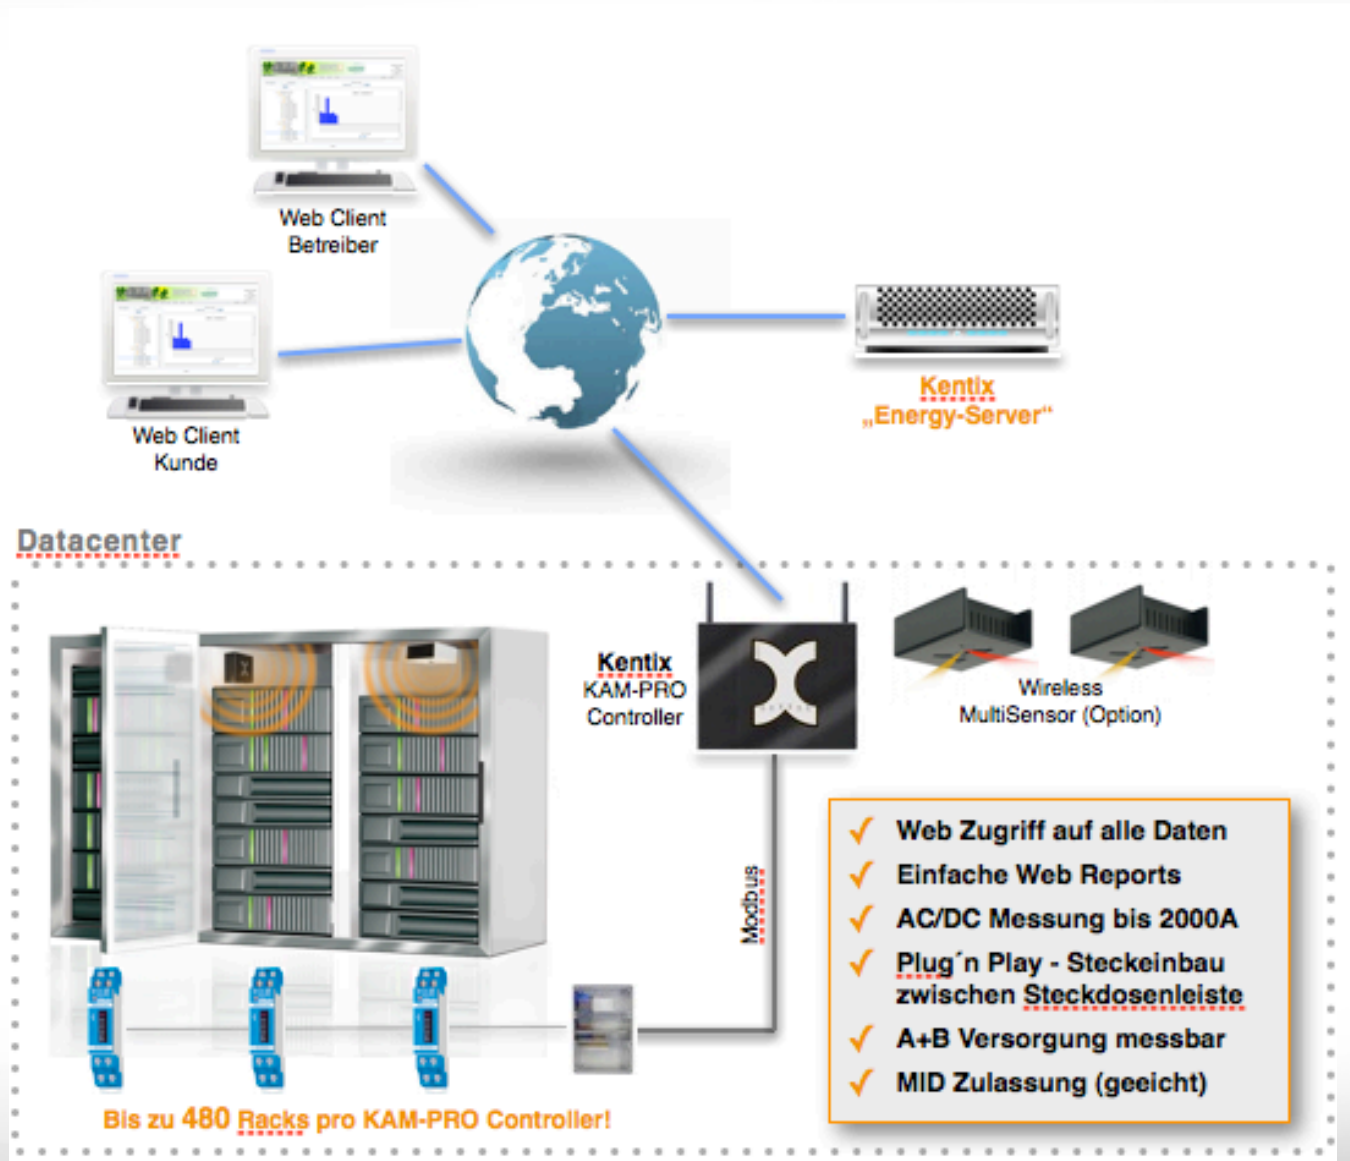 Web Client
Betreiber
Web Client
Kunde
Kentix
„Energy-Server“
Datacenter
Kentix
KAM-PRO
Controller
Wireless
MultiSensor (Option)
Modbus
✓ Web Zugriff auf alle Daten
✓ Einfache Web Reports
✓ AC/DC Messung bis 2000A
✓ Plug´n Play - Steckeinbau
zwischen Steckdosenleiste
✓ A+B Versorgung messbar
✓ MID Zulassung (geeicht)
Bis zu 480 Racks pro KAM-PRO Controller!